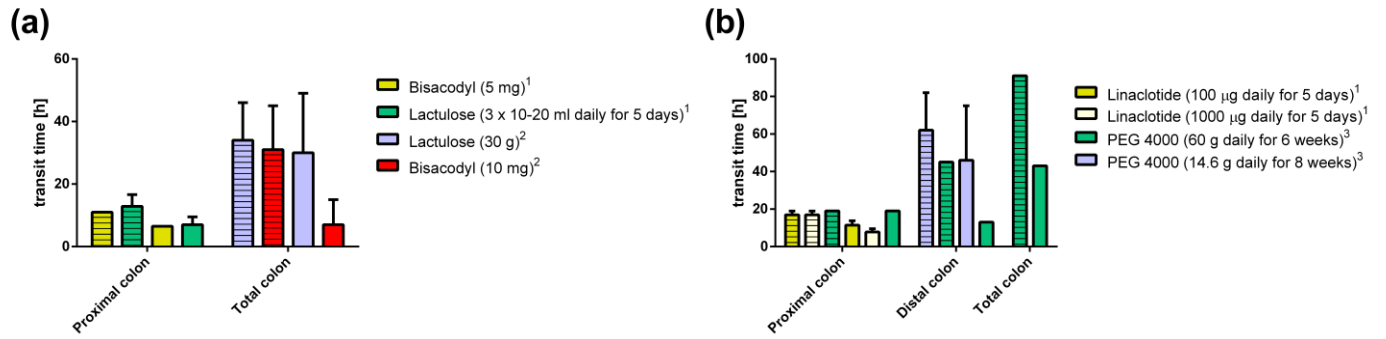 (a)
60
40
20
0
transit time [h]
Proximal colon
Total colon
Bisacodyl (5 mg)¹
Lactulose (3 x 10-20 ml daily for 5 days)¹
Lactulose (30 g)²
Bisacodyl (10 mg)²
(b)
100
80
60
40
20
0
transit time [h]
Proximal colon
Distal colon
Total colon
Linaclotide (100 µg daily for 5 days)¹
Linaclotide (1000 µg daily for 5 days)¹
PEG 4000 (60 g daily for 6 weeks)³
PEG 4000 (14.6 g daily for 8 weeks)³